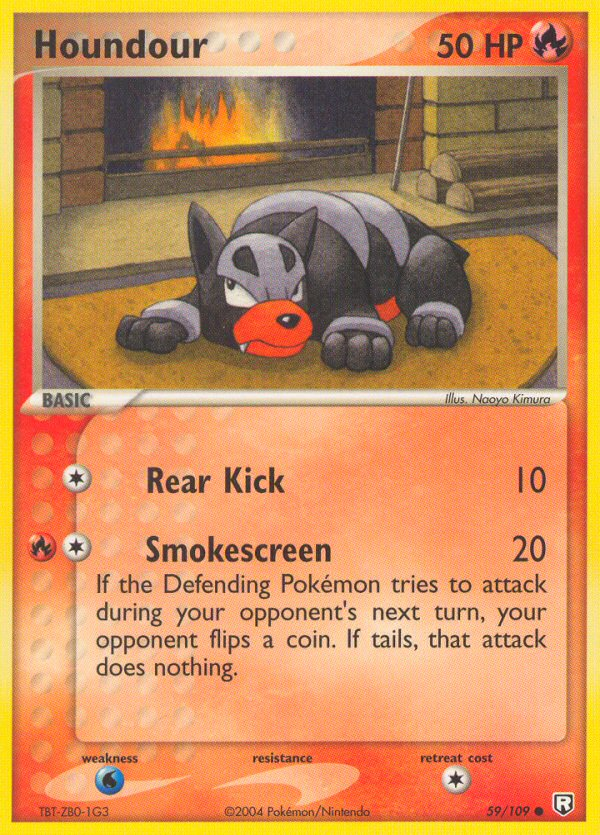 Houndour 50 HP
BASIC
Illus. Naoyo Kimura
Rear Kick 10
Smokescreen 20
If the Defending Pokémon tries to attack
during your opponent's next turn, your
opponent flips a coin. If tails, that attack
does nothing.
weakness resistance retreat cost
TBT-ZB0-1G3 ©2004 Pokémon/Nintendo 59/109 R